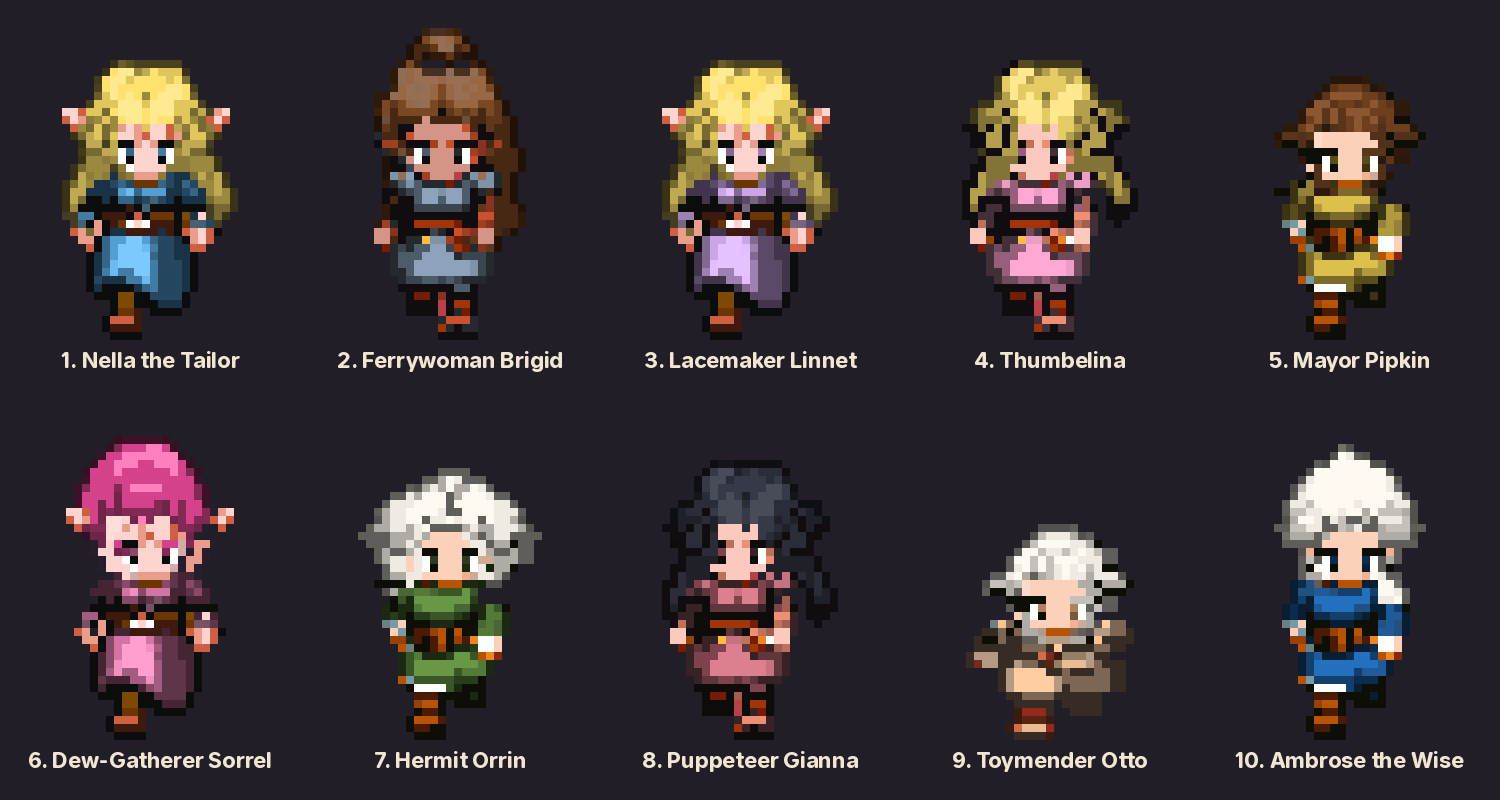 1. Nella the Tailor
2. Ferrywoman Brigid
3. Lacemaker Linnet
4. Thumbelina
5. Mayor Pipkin
6. Dew-Gatherer Sorrel
7. Hermit Orrin
8. Puppeteer Gianna
9. Toymender Otto
10. Ambrose the Wise